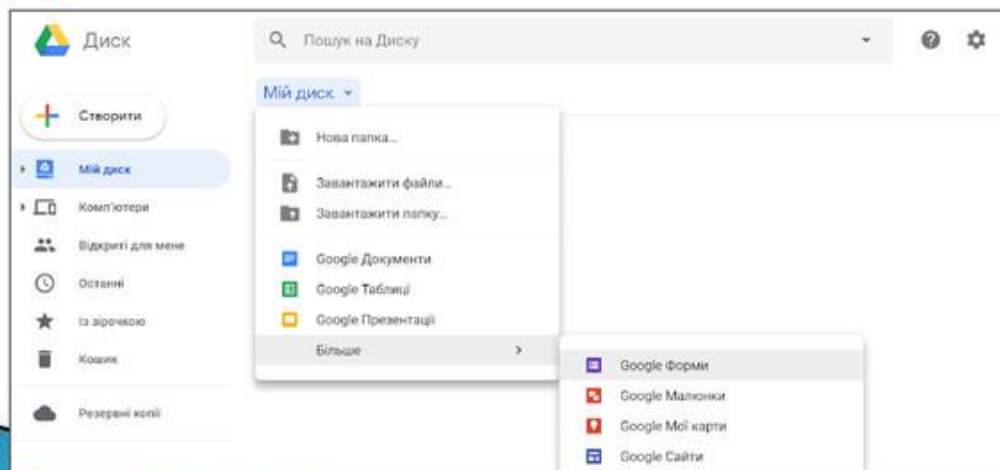 Диск
Пошук на Диску
Мій диск
Створити
Мій диск
Комп'ютери
Відкриті для мене
Останні
Із зірочкою
Кошик
Резервні копії
Нова папка...
Завантажити файли...
Завантажити папку...
Google Документи
Google Таблиці
Google Презентації
Більше
Google Форми
Google Малюнки
Google Мої карти
Google Сайти